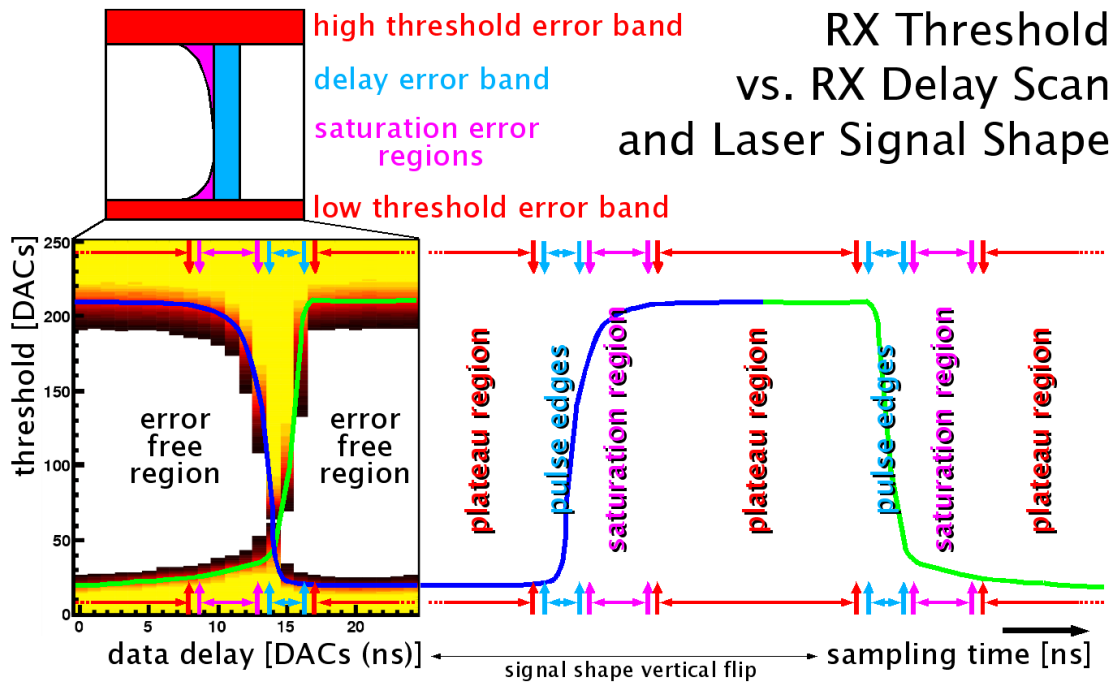 RX Threshold
vs. RX Delay Scan
and Laser Signal Shape
high threshold error band
delay error band
saturation error
regions
low threshold error band
threshold [DACs]
250
200
150
100
50
0
error
free
region
error
free
region
0
5
10
15
20
data delay [DACs (ns)]
plateau region
pulse edges
saturation region
plateau region
pulse edges
saturation region
plateau region
signal shape vertical flip
sampling time [ns]